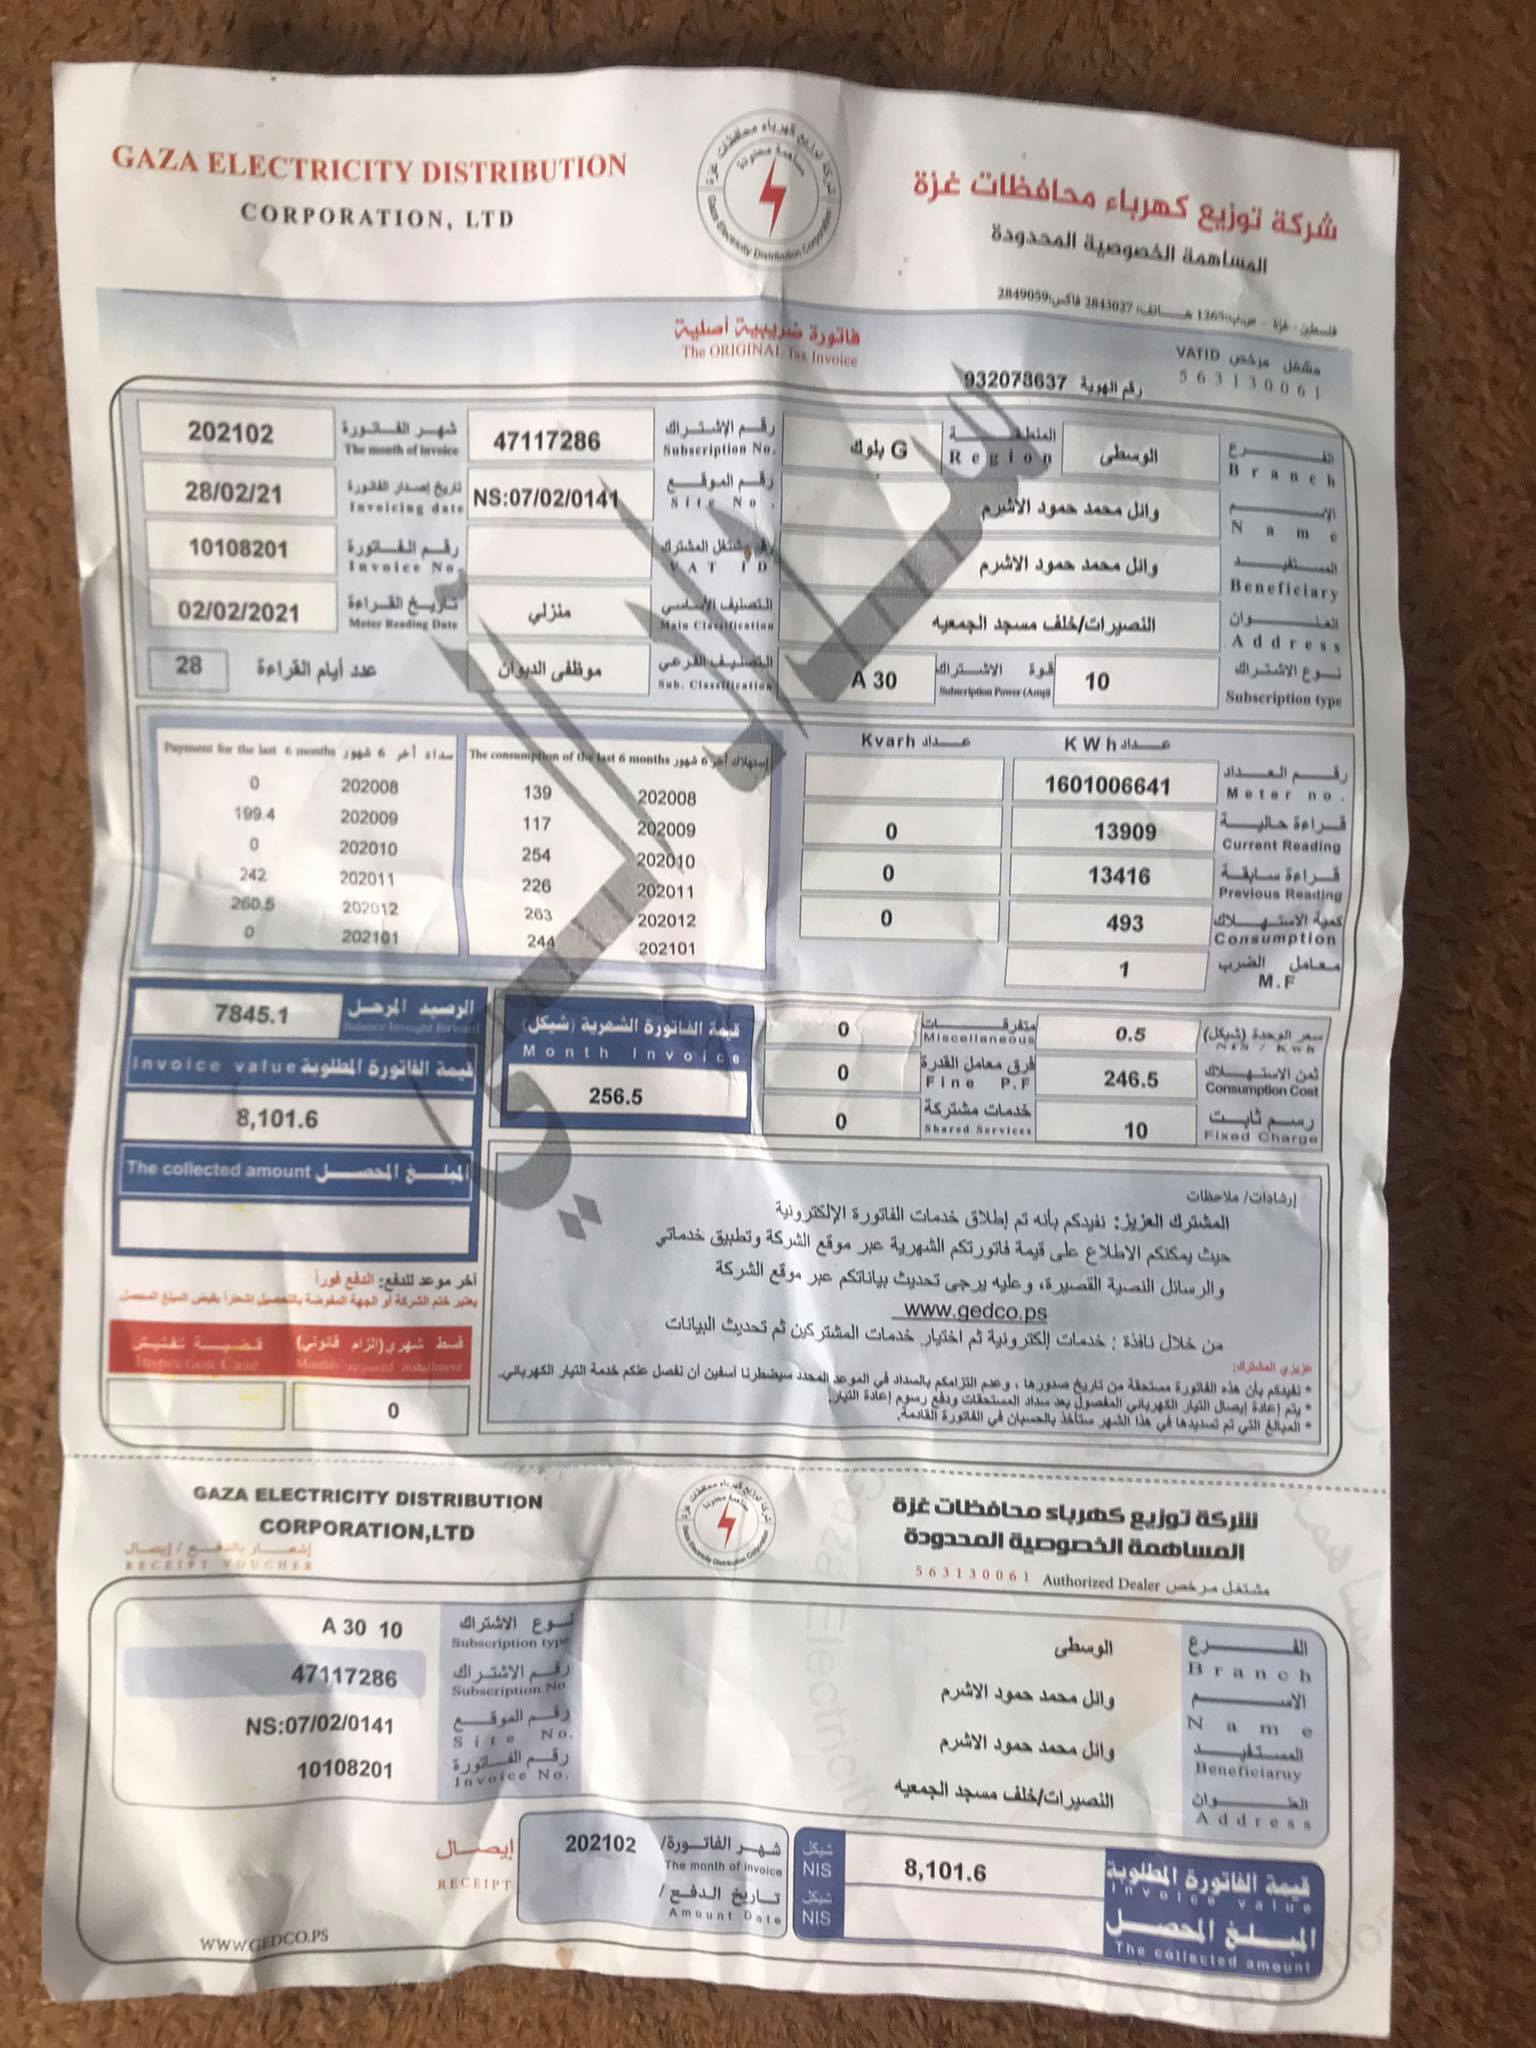 GAZA ELECTRICITY DISTRIBUTION
CORPORATION, LTD
شركة توزيع كهرباء محافظات غزة
المساهمة الخصوصية المحدودة
فلسطين - غزة - ص.ب:1265 هاتف: 2843027 فاكس:2849059
فاتورة ضريبية أصلية
The ORIGINAL Tax Invoice
مشتغل مرخص VATID
563130061
رقم الهوية 932078637
الفرع Branch الوسطى
المنطقة Region G بلوك
الإسم Name وائل محمد حمود الاشرم
المستفيد Beneficiary وائل محمد حمود الاشرم
العنوان Address النصيرات/خلف مسجد الجمعيه
نوع الاشتراك Subscription type 10
قوة الاشتراك Subscription Power (Amp) A 30
رقم الإشتراك Subscription No. 47117286
رقم الموقع Site No. NS:07/02/0141
رقم مشتغل المشترك VAT ID
التصنيف الأساسي Main Classification منزلي
التصنيف الفرعي Sub. Classification موظفى الديوان
شهر الفاتورة The month of invoice 202102
تاريخ إصدار الفاتورة Invoicing date 28/02/21
رقم الفاتورة Invoice No. 10108201
تاريخ القراءة Meter Reading Date 02/02/2021
عدد أيام القراءة 28
عداد KWh
عداد Kvarh
رقم العداد Meter no. 1601006641
قراءة حالية Current Reading 13909 0
قراءة سابقة Previous Reading 13416 0
كمية الاستهلاك Consumption 493 0
معامل الضرب M.F 1
إستهلاك أخر 6 شهور The consumption of the last 6 months
202008 139
202009 117
202010 254
202011 226
202012 263
202101 244
سداد أخر 6 شهور Payment for the last 6 months
202008 0
202009 199.4
202010 0
202011 242
202012 260.5
202101 0
سعر الوحدة (شيكل) NIS / Kwh 0.5
ثمن الاستهلاك Consumption Cost 246.5
رسم ثابت Fixed Charge 10
متفرقات Miscellaneous 0
فرق معامل القدرة Fine P.F 0
خدمات مشتركة Shared Services 0
قيمة الفاتورة الشهرية (شيكل)
Month Invoice
256.5
الرصيد المرحل Balance brought forward 7845.1
قيمة الفاتورة المطلوبة Invoice value
8,101.6
المبلغ المحصل The collected amount
أخر موعد للدفع: الدفع فوراً
يعتبر ختم الشركة أو الجهة المفوضة بالتحصيل إشعاراً بقبض المبلغ المحصل
قسط شهري(الزام قانوني)
Monthly required installment
0
قضية تفتيش
Inspection Case
إرشادات/ ملاحظات
المشترك العزيز: نفيدكم بأنه تم إطلاق خدمات الفاتورة الإلكترونية
حيث يمكنكم الاطلاع على قيمة فاتورتكم الشهرية عبر موقع الشركة وتطبيق خدماتي
والرسائل النصية القصيرة، وعليه يرجى تحديث بياناتكم عبر موقع الشركة
www.gedco.ps
من خلال نافذة : خدمات إلكترونية ثم اختيار خدمات المشتركين ثم تحديث البيانات
عزيزي المشترك:
* نفيدكم بأن هذه الفاتورة مستحقة من تاريخ صدورها ، وعدم التزامكم بالسداد في الموعد المحدد سيضطرنا آسفين أن نفصل عنكم خدمة التيار الكهربائي.
* يتم إعادة إيصال التيار الكهربائي المفصول بعد سداد المستحقات ودفع رسوم إعادة التيار.
* المبالغ التي تم تسديدها في هذا الشهر ستأخذ بالحسبان في الفاتورة القادمة.
GAZA ELECTRICITY DISTRIBUTION
CORPORATION,LTD
إشعار بالدفع / إيصال
RECEIPT VOUCHER
شركة توزيع كهرباء محافظات غزة
المساهمة الخصوصية المحدودة
مشتغل مرخص Authorized Dealer 563130061
الفرع Branch الوسطى
الاسم Name وائل محمد حمود الاشرم
المستفيد Beneficiaruy وائل محمد حمود الاشرم
العنوان Address النصيرات/خلف مسجد الجمعيه
نوع الاشتراك Subscription type A 30 10
رقم الاشتراك Subscription No. 47117286
رقم الموقع Site No. NS:07/02/0141
رقم الفاتورة Invoice No. 10108201
قيمة الفاتورة المطلوبة Invoice value 8,101.6 شيكل NIS
المبلغ المحصل The collected amount شيكل NIS
شهر الفاتورة/ The month of invoice 202102
تاريخ الدفع / Amount Date
إيصال
RECEIPT
WWW.GEDCO.PS